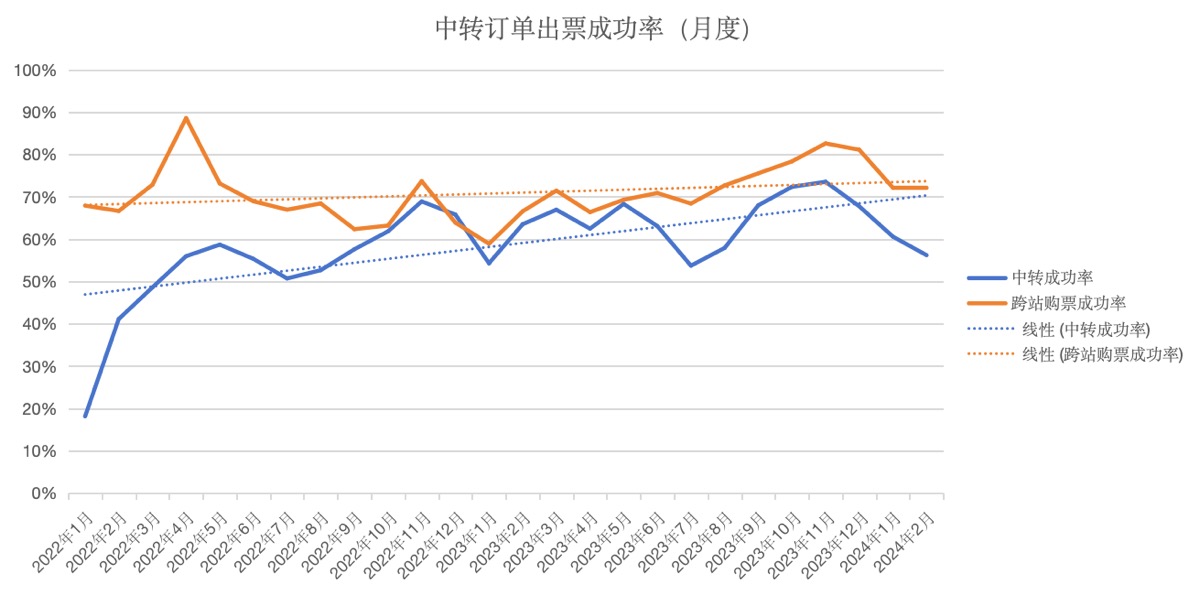 中转订单出票成功率（月度）
100%
90%
80%
70%
60%
50%
40%
30%
20%
10%
0%
2022年1月
2022年2月
2022年3月
2022年4月
2022年5月
2022年6月
2022年7月
2022年8月
2022年9月
2022年10月
2022年11月
2022年12月
2023年1月
2023年2月
2023年3月
2023年4月
2023年5月
2023年6月
2023年7月
2023年8月
2023年9月
2023年10月
2023年11月
2023年12月
2024年1月
2024年2月
中转成功率
跨站购票成功率
线性 (中转成功率)
线性 (跨站购票成功率)